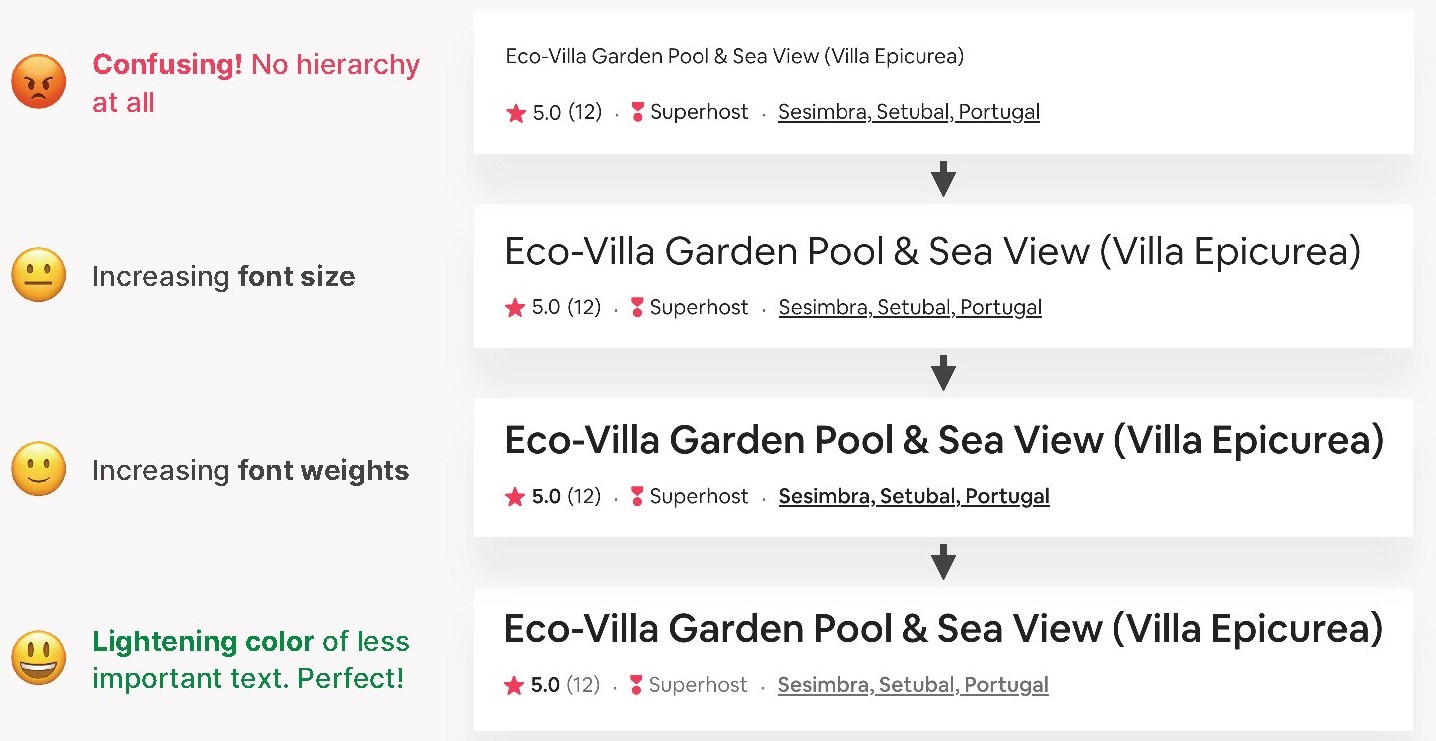 Confusing! No hierarchy
at all
Eco-Villa Garden Pool & Sea View (Villa Epicurea)
5.0 (12) · Superhost · Sesimbra, Setubal, Portugal
Increasing font size
Eco-Villa Garden Pool & Sea View (Villa Epicurea)
5.0 (12) · Superhost · Sesimbra, Setubal, Portugal
Increasing font weights
Eco-Villa Garden Pool & Sea View (Villa Epicurea)
5.0 (12) · Superhost · Sesimbra, Setubal, Portugal
Lightening color of less
important text. Perfect!
Eco-Villa Garden Pool & Sea View (Villa Epicurea)
5.0 (12) · Superhost · Sesimbra, Setubal, Portugal